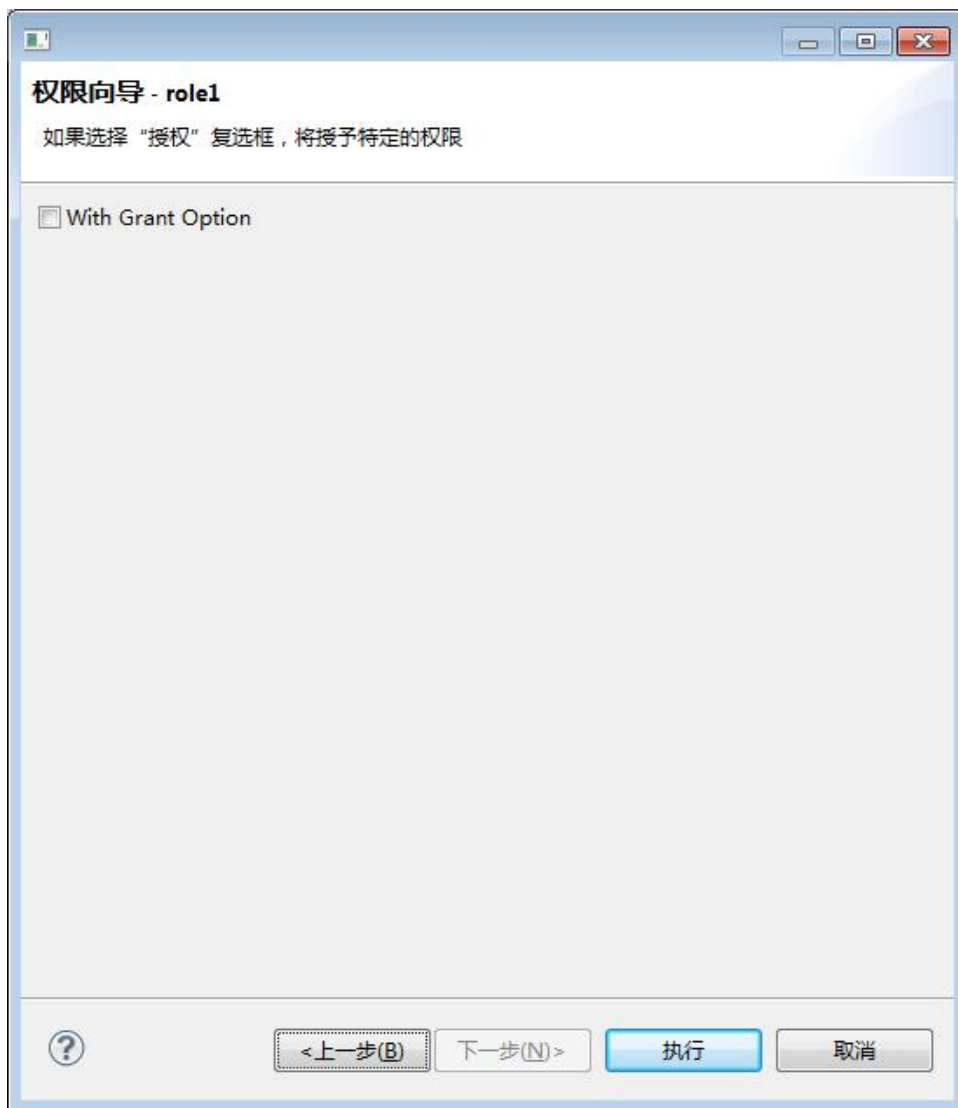 权限向导 - role1
如果选择“授权”复选框，将授予特定的权限
With Grant Option
<上一步(B) 下一步(N)> 执行 取消